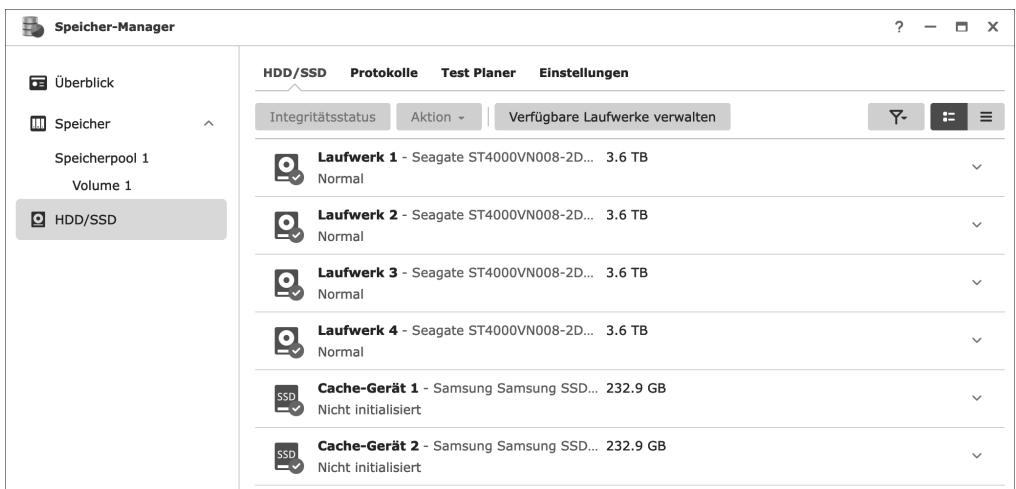 Speicher-Manager
?
Überblick
Speicher
Speicherpool 1
Volume 1
HDD/SSD
HDD/SSD Protokolle Test Planer Einstellungen
Integritätsstatus Aktion Verfügbare Laufwerke verwalten
Laufwerk 1 - Seagate ST4000VN008-2D... 3.6 TB
Normal
Laufwerk 2 - Seagate ST4000VN008-2D... 3.6 TB
Normal
Laufwerk 3 - Seagate ST4000VN008-2D... 3.6 TB
Normal
Laufwerk 4 - Seagate ST4000VN008-2D... 3.6 TB
Normal
SSD
Cache-Gerät 1 - Samsung Samsung SSD... 232.9 GB
Nicht initialisiert
SSD
Cache-Gerät 2 - Samsung Samsung SSD... 232.9 GB
Nicht initialisiert